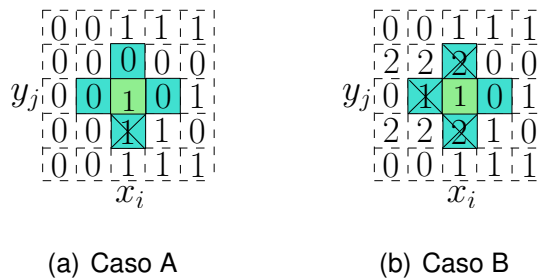 0 0 1 1 1
0 0 0 0 0
y_j 0 0 1 0 1
0 0 1 1 0
0 0 1 1 1
x_i
(a) Caso A
0 0 1 1 1
2 2 2 0 0
y_j 0 1 1 0 1
2 2 2 1 0
0 0 1 1 1
x_i
(b) Caso B